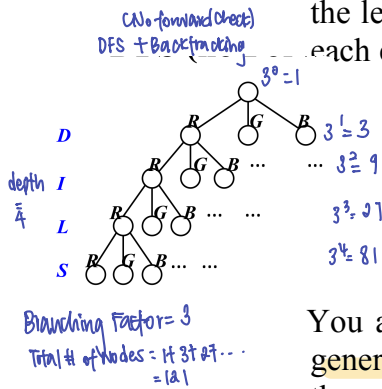 (No forward check)
the le
DFS + Backtracking
each c
3⁰=1
R G B
D 3¹=3
R G B ... ... 3²=9
depth = 4
I
R G B ... ... 3³=27
L
R G B ... ... 3⁴=81
S
Branching Factor=3
You a
Total # of Nodes = 1+3+27...
gener
=121